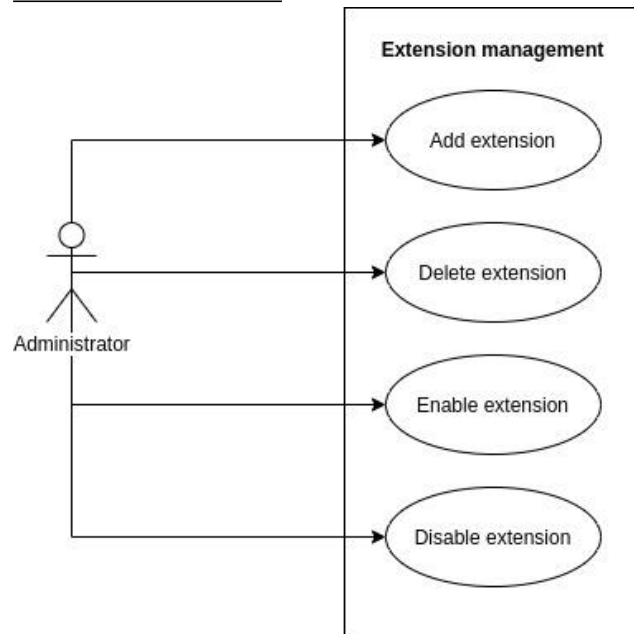 Extension management
Add extension
Delete extension
Administrator
Enable extension
Disable extension